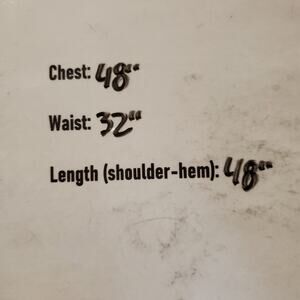 Chest: 48"
Waist: 32"
Length (shoulder-hem): 48"